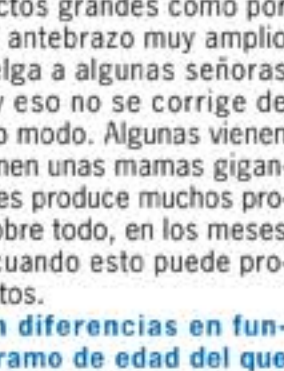 ctos grandes como por
antebrazo muy amplio
elga a algunas señoras
y eso no se corrige de
o modo. Algunas vienen
nen unas mamas gigan-
es produce muchos pro-
obre todo, en los meses
cuando esto puede pro-
tos.
n diferencias en fun-
ramo de edad del que